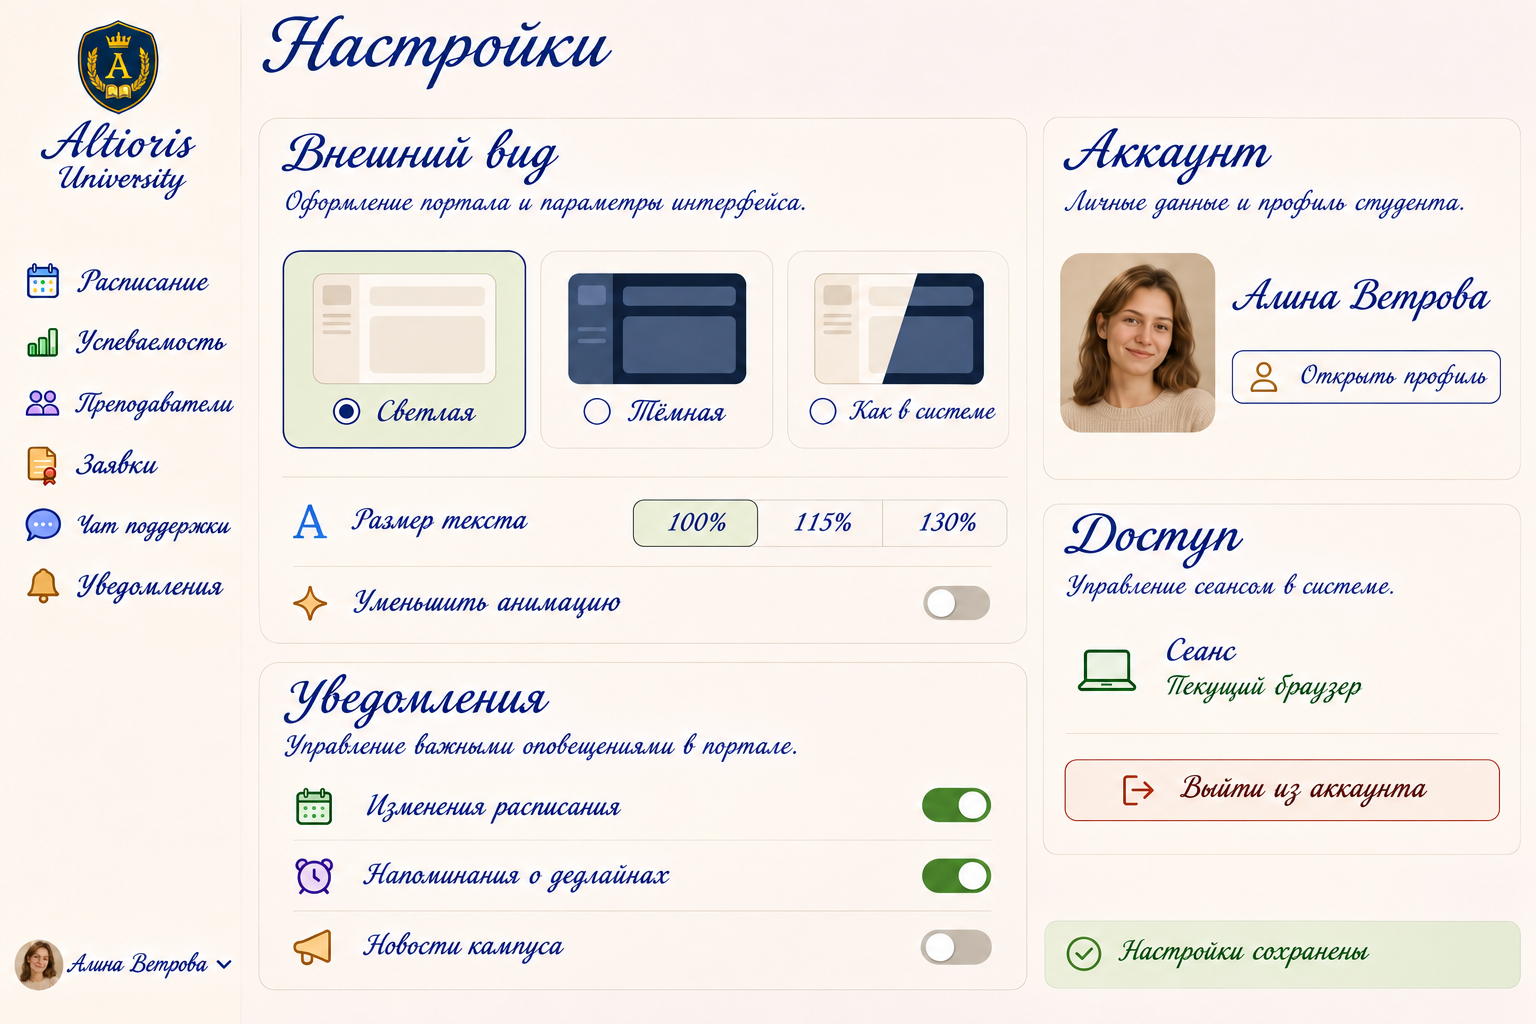 Altioris
University
Расписание
Успеваемость
Преподаватели
Заявки
Чат поддержки
Уведомления
Алина Ветрова
Настройки
Внешний вид
Оформление портала и параметры интерфейса.
Светлая
Тёмная
Как в системе
Размер текста
100%
115%
130%
Уменьшить анимацию
Уведомления
Управление важными оповещениями в портале.
Изменения расписания
Напоминания о дедлайнах
Новости кампуса
Аккаунт
Личные данные и профиль студента.
Алина Ветрова
Открыть профиль
Доступ
Управление сеансом в системе.
Сеанс
Текущий браузер
Выйти из аккаунта
Настройки сохранены